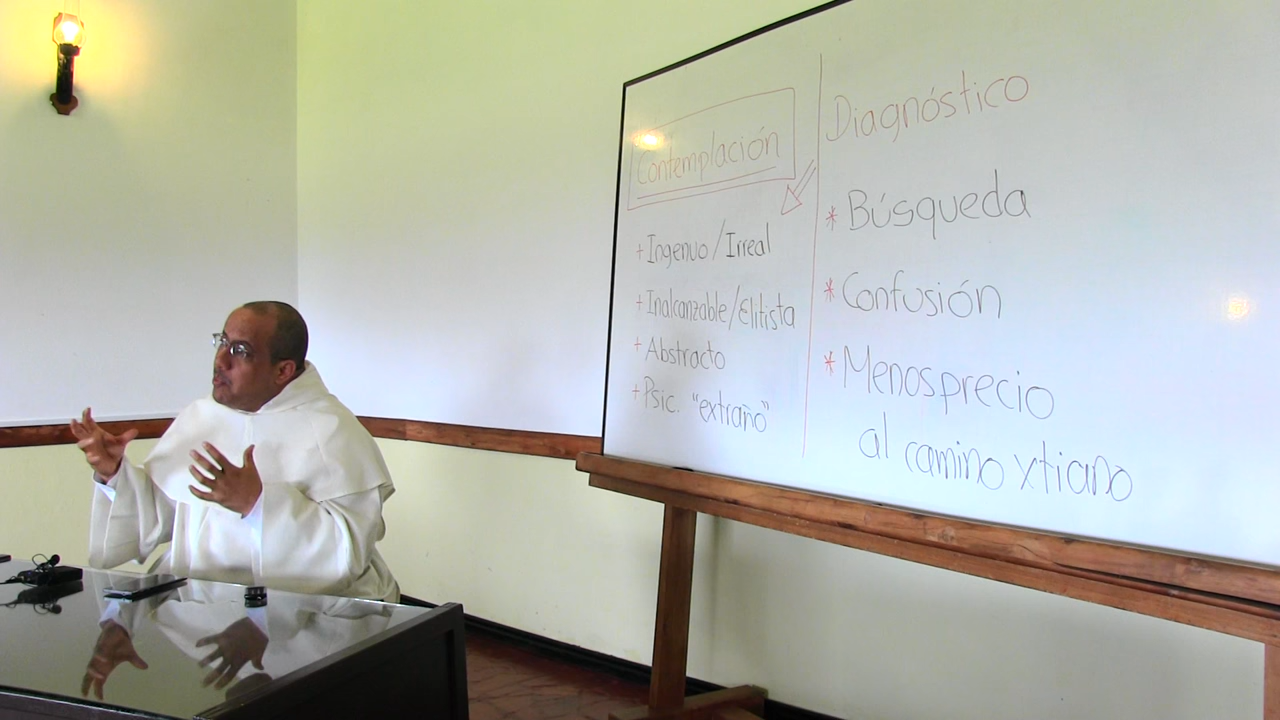 Contemplación
+ Ingenuo/Irreal
+ Inalcanzable/Elitista
+ Abstracto
+ Psic. "extraño"
Diagnóstico
* Búsqueda
* Confusión
* Menosprecio
al camino xtiano